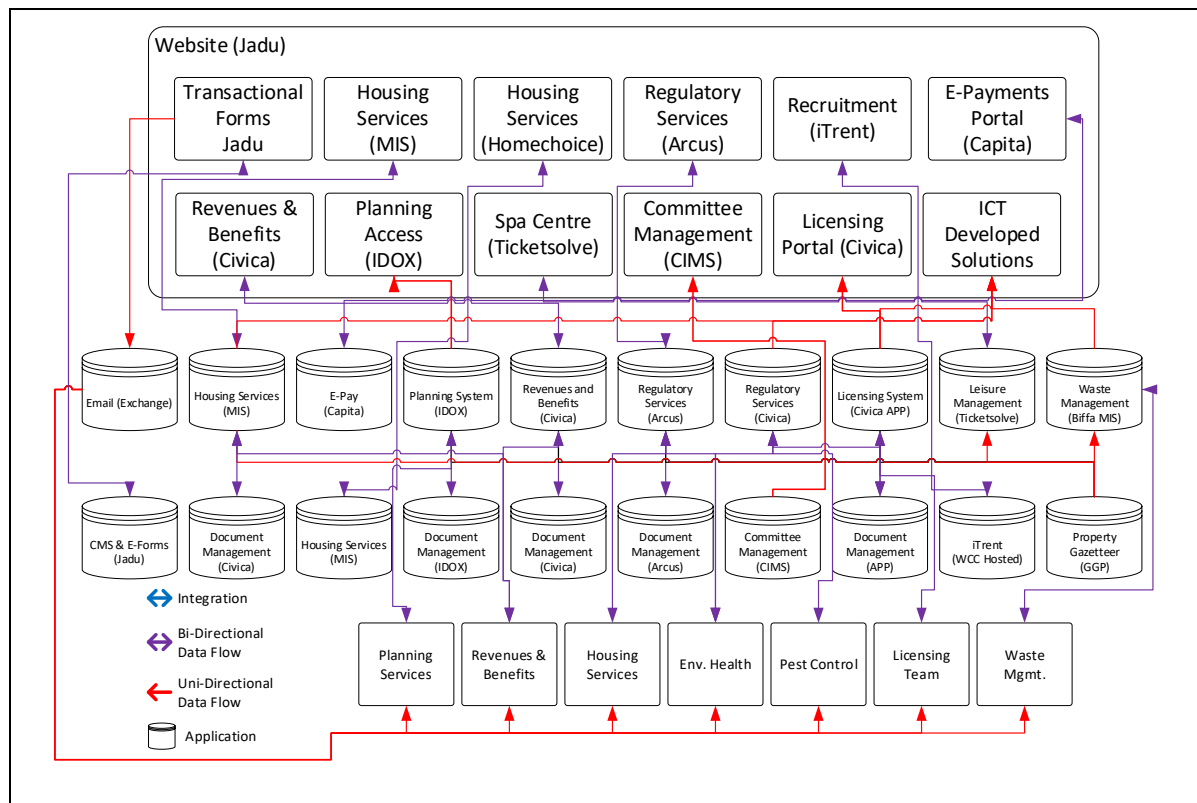 Website (Jadu)
Transactional
Forms
Jadu
Housing
Services
(MIS)
Housing
Services
(Homechoice)
Regulatory
Services
(Arcus)
Recruitment
(iTrent)
E-Payments
Portal
(Capita)
Revenues &
Benefits
(Civica)
Planning
Access
(IDOX)
Spa Centre
(Ticketsolve)
Committee
Management
(CIMS)
Licensing
Portal (Civica)
ICT
Developed
Solutions
Email (Exchange)
Housing Services
(MIS)
E-Pay
(Capita)
Planning System
(IDOX)
Revenues and
Benefits
(Civica)
Regulatory
Services
(Arcus)
Regulatory
Services
(Civica)
Licensing System
(Civica APP)
Leisure
Management
(Ticketsolve)
Waste
Management
(Biffa MIS)
CMS & E-Forms
(Jadu)
Document
Management
(Civica)
Housing Services
(MIS)
Document
Management
(IDOX)
Document
Management
(Civica)
Document
Management
(Arcus)
Committee
Management
(CIMS)
Document
Management
(APP)
iTrent
(WCC Hosted)
Property
Gazetteer
(GGP)
Integration
Bi-Directional
Data Flow
Uni-Directional
Data Flow
Application
Planning
Services
Revenues &
Benefits
Housing
Services
Env. Health
Pest Control
Licensing
Team
Waste
Mgmt.